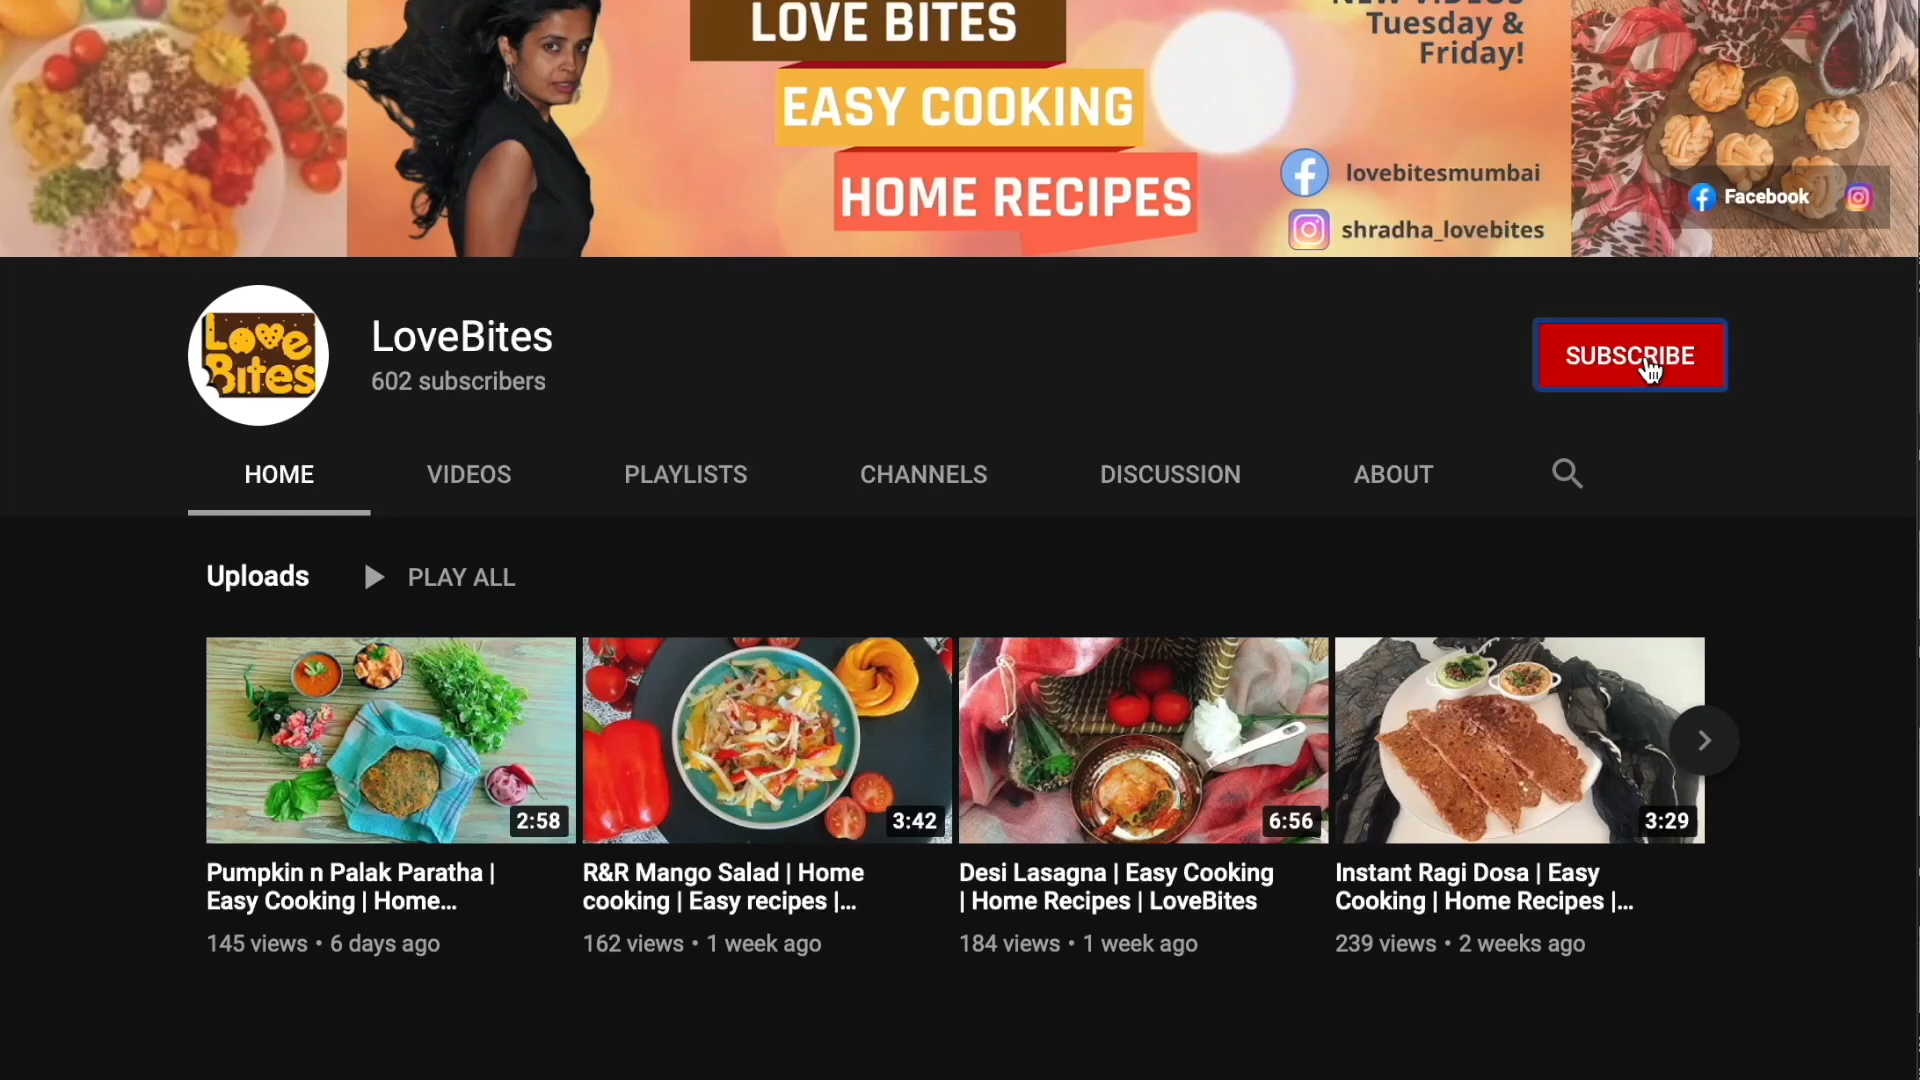 LOVE BITES
EASY COOKING
HOME RECIPES
NEW VIDEOS
Tuesday &
Friday!
lovebitesmumbai
shradha_lovebites
Facebook
Love
Bites
LoveBites
602 subscribers
SUBSCRIBE
HOME
VIDEOS
PLAYLISTS
CHANNELS
DISCUSSION
ABOUT
Uploads
PLAY ALL
2:58
3:42
6:56
3:29
Pumpkin n Palak Paratha |
Easy Cooking | Home...
145 views • 6 days ago
R&R Mango Salad | Home
cooking | Easy recipes |...
162 views • 1 week ago
Desi Lasagna | Easy Cooking
| Home Recipes | LoveBites
184 views • 1 week ago
Instant Ragi Dosa | Easy
Cooking | Home Recipes |...
239 views • 2 weeks ago